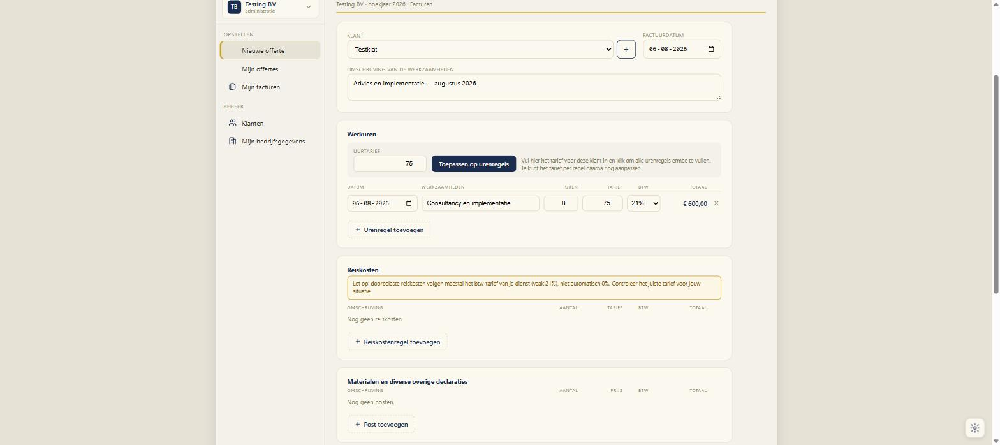 TB
Testing BV
administratie
OPSTELLEN
Nieuwe offerte
Mijn offertes
Mijn facturen
BEHEER
Klanten
Mijn bedrijfsgegevens
Testing BV · boekjaar 2026 · Facturen
KLANT
FACTUURDATUM
Testklat
+
06-08-2026
OMSCHRIJVING VAN DE WERKZAAMHEDEN
Advies en implementatie — augustus 2026
Werkuren
UURTARIEF
75
Toepassen op urenregels
Vul hier het tarief voor deze klant in en klik om alle urenregels ermee te vullen.
Je kunt het tarief per regel daarna nog aanpassen.
DATUM WERKZAAMHEDEN UREN TARIEF BTW TOTAAL
06-08-2026 Consultancy en implementatie 8 75 21% € 600,00 ×
+ Urenregel toevoegen
Reiskosten
Let op: doorbelaste reiskosten volgen meestal het btw-tarief van je dienst (vaak 21%), niet automatisch 0%. Controleer het juiste tarief voor jouw
situatie.
OMSCHRIJVING AANTAL TARIEF BTW TOTAAL
Nog geen reiskosten.
+ Reiskostenregel toevoegen
Materialen en diverse overige declaraties
OMSCHRIJVING AANTAL PRIJS BTW TOTAAL
Nog geen posten.
+ Post toevoegen